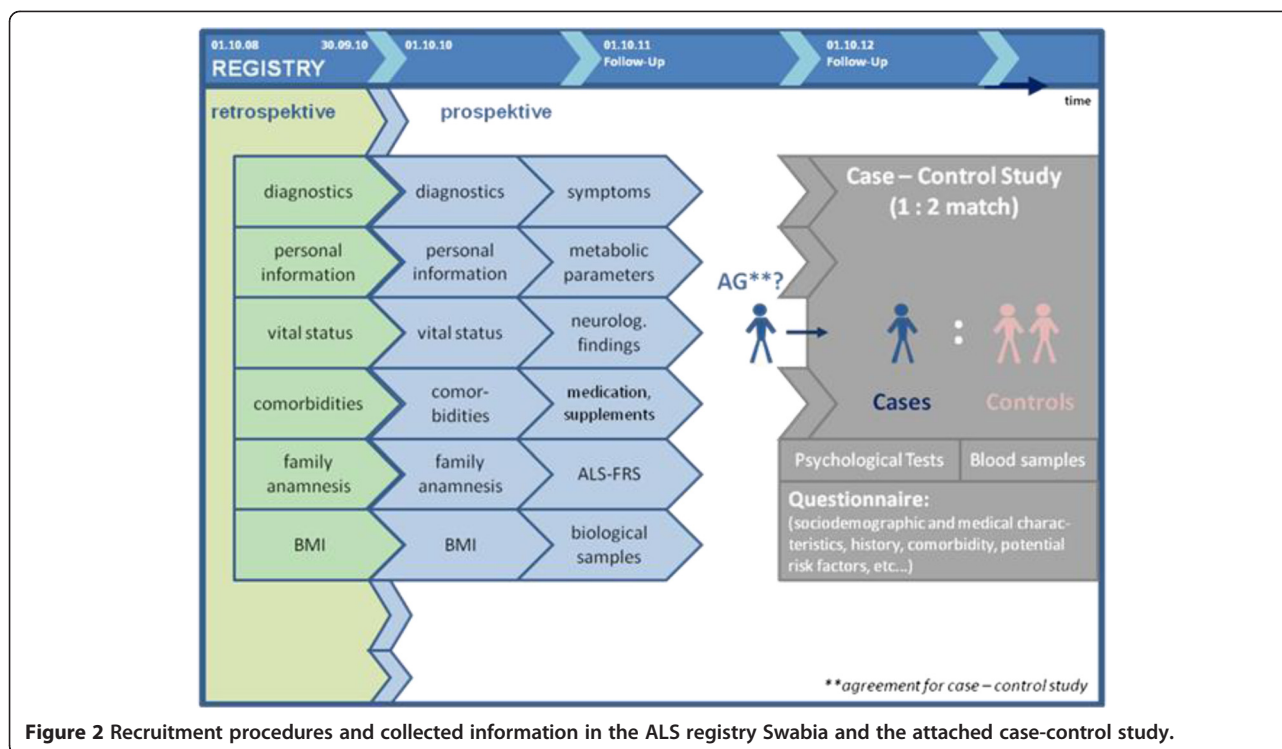 01.10.08 30.09.10 01.10.10 01.10.11 01.10.12
REGISTRY Follow-Up Follow-Up
time
retrospektive prospektive
diagnostics diagnostics symptoms
personal
information
personal
information
metabolic
parameters
vital status vital status
neurolog.
findings
comorbidities
comor-
bidities
medication,
supplements
family
anamnesis
family
anamnesis
ALS-FRS
BMI BMI
biological
samples
AG**?
Case – Control Study
(1 : 2 match)
:
Cases Controls
Psychological Tests Blood samples
Questionnaire:
(sociodemographic and medical charac-
teristics, history, comorbidity, potential
risk factors, etc...)
**agreement for case – control study
Figure 2 Recruitment procedures and collected information in the ALS registry Swabia and the attached case-control study.